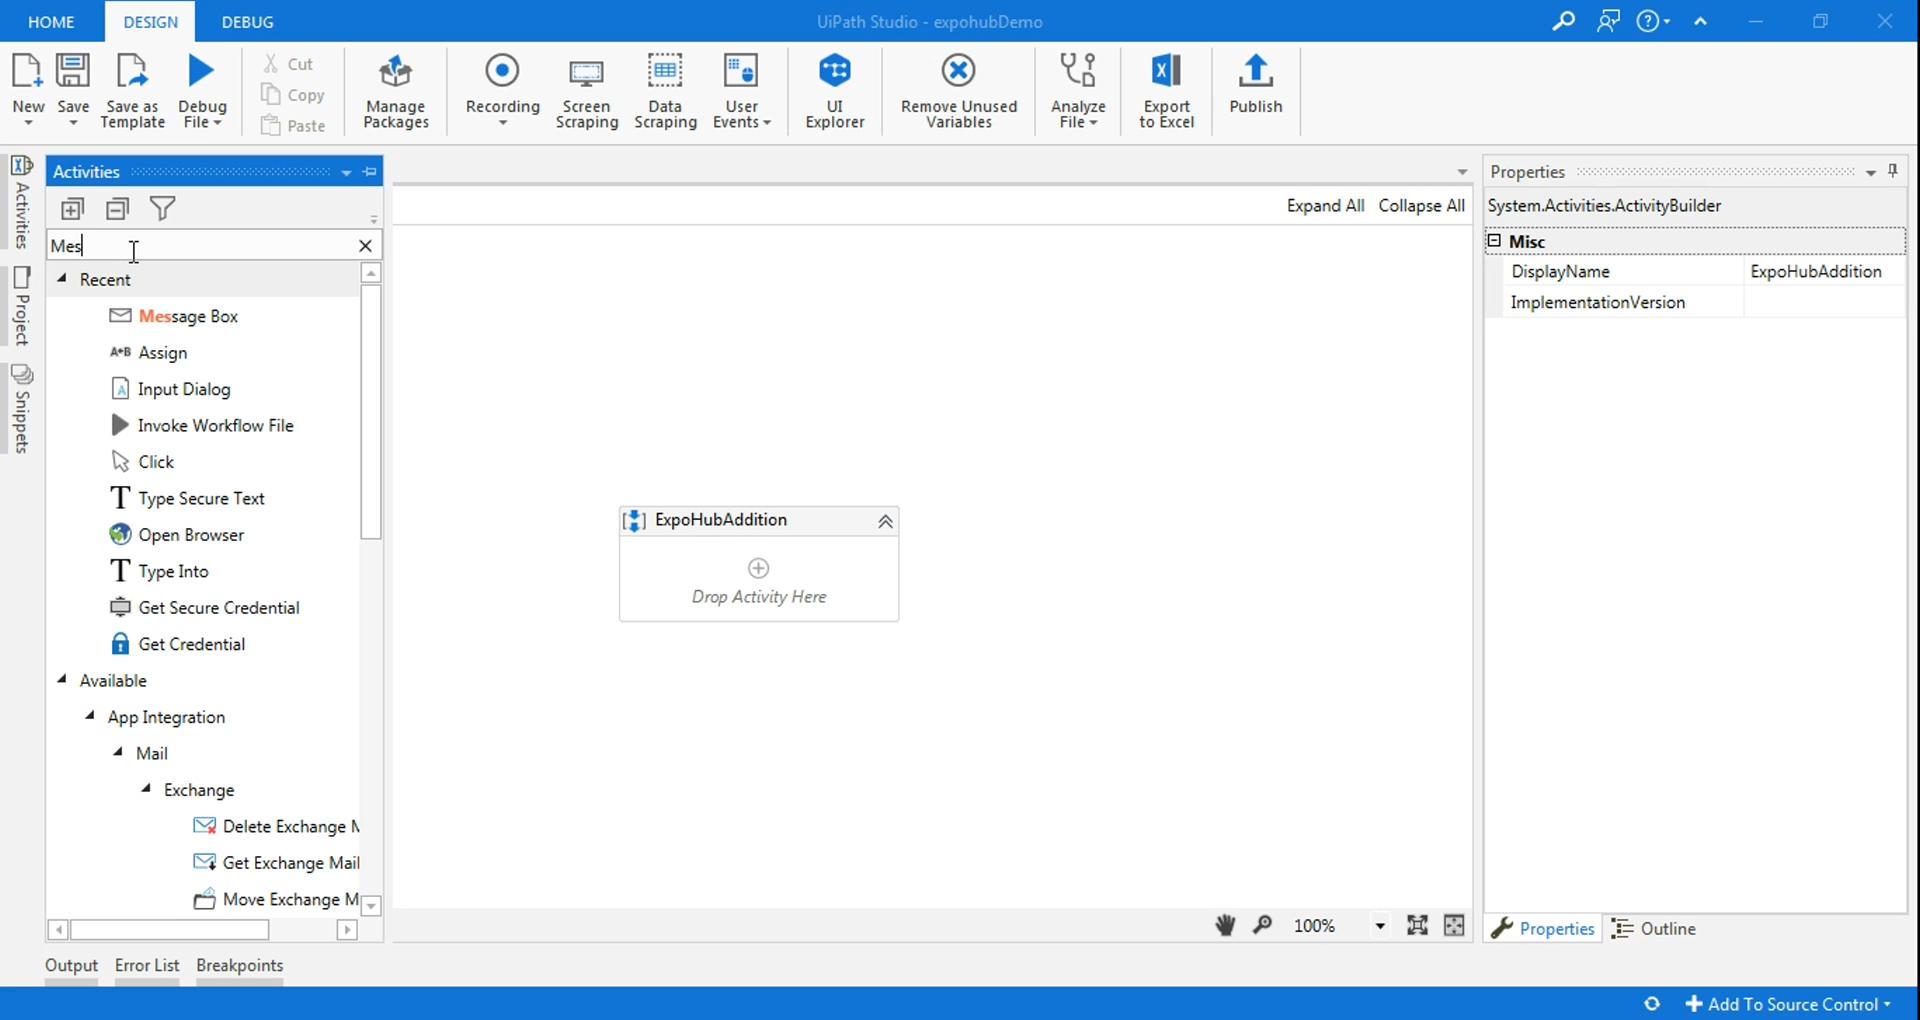 HOME DESIGN DEBUG UiPath Studio - expohubDemo
New Save Save as Template Debug File Cut Copy Paste Manage Packages Recording Screen Scraping Data Scraping User Events UI Explorer Remove Unused Variables Analyze File Export to Excel Publish
Activities
Project
Snippets
Activities
Mes
Recent
Message Box
Assign
Input Dialog
Invoke Workflow File
Click
Type Secure Text
Open Browser
Type Into
Get Secure Credential
Get Credential
Available
App Integration
Mail
Exchange
Delete Exchange M
Get Exchange Mail
Move Exchange M
Expand All Collapse All
ExpoHubAddition
Drop Activity Here
100%
Properties
System.Activities.ActivityBuilder
Misc
DisplayName ExpoHubAddition
ImplementationVersion
Properties Outline
Output Error List Breakpoints
Add To Source Control